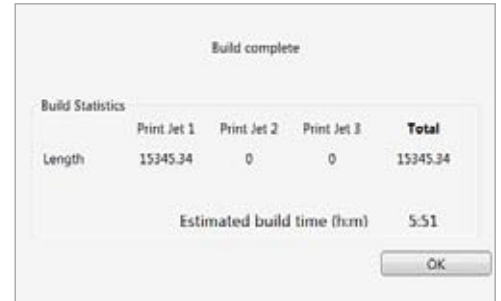 Build complete
Build Statistics
Print Jet 1 Print Jet 2 Print Jet 3 Total
Length 15345.34 0 0 15345.34
Estimated build time (h:m) 5:51
OK